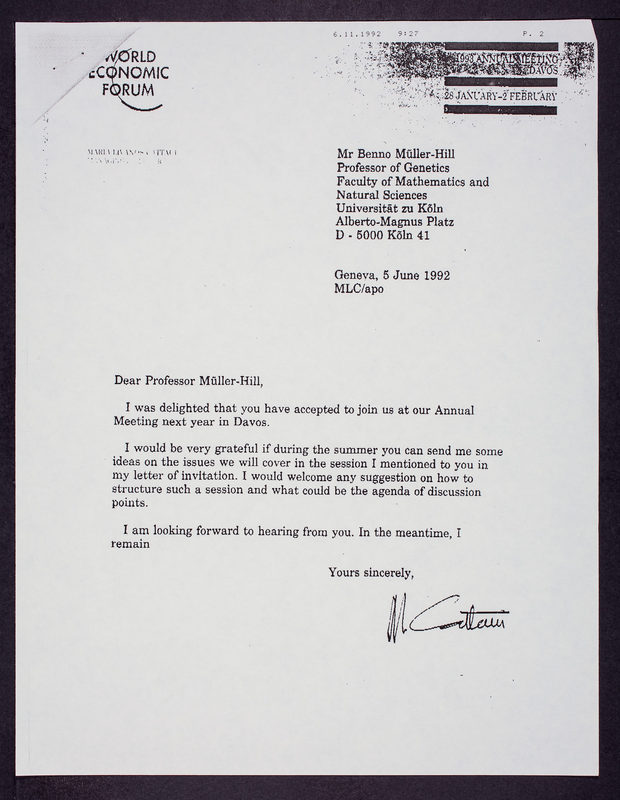 6.11.1992 9:27 P. 2
WORLD
ECONOMIC
FORUM
1993 ANNUAL MEETING
DAVOS
28 JANUARY-2 FEBRUARY
Mr Benno Müller-Hill
Professor of Genetics
Faculty of Mathematics and
Natural Sciences
Universität zu Köln
Alberto-Magnus Platz
D - 5000 Köln 41
Geneva, 5 June 1992
MLC/apo
Dear Professor Müller-Hill,
I was delighted that you have accepted to join us at our Annual
Meeting next year in Davos.
I would be very grateful if during the summer you can send me some
ideas on the issues we will cover in the session I mentioned to you in
my letter of invitation. I would welcome any suggestion on how to
structure such a session and what could be the agenda of discussion
points.
I am looking forward to hearing from you. In the meantime, I
remain
Yours sincerely,